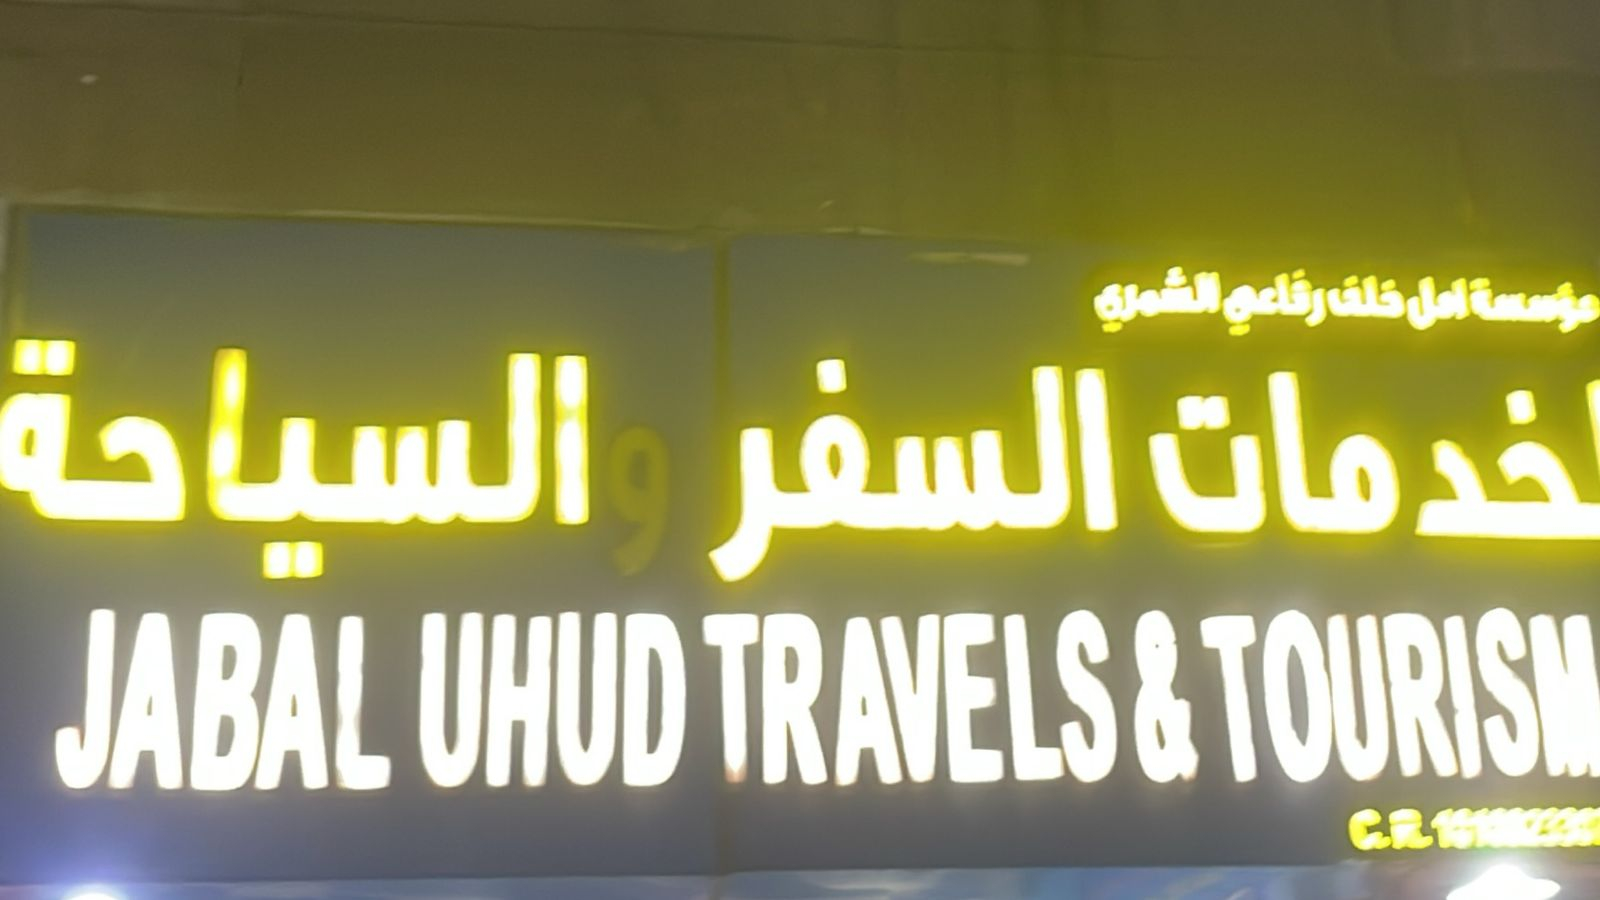 مؤسسة امل خلف رفاعي الشمري
لخدمات السفر والسياحة
JABAL UHUD TRAVELS & TOURISM
C.R.